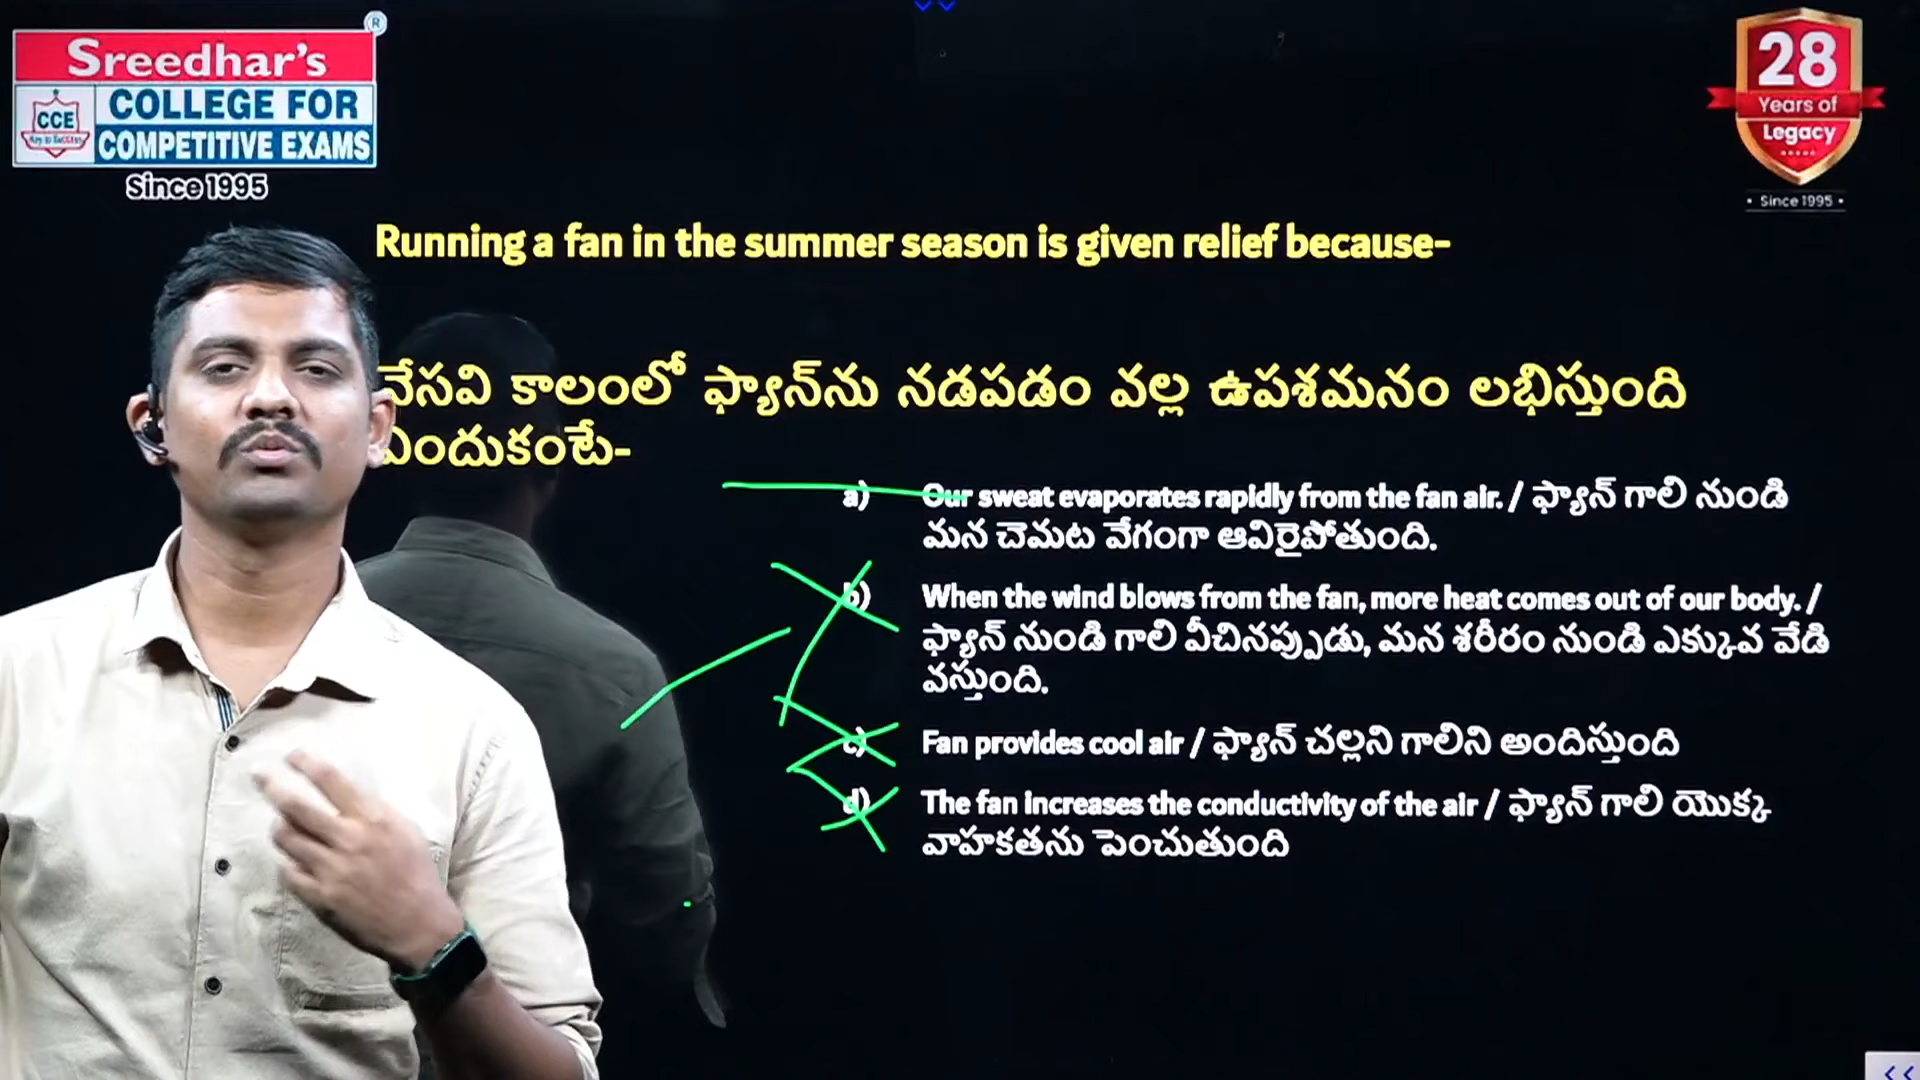 Sreedhar's
®
CCE
COLLEGE FOR
COMPETITIVE EXAMS
Since 1995
28
Years of
Legacy
• Since 1995 •
Running a fan in the summer season is given relief because-
వేసవి కాలంలో ఫ్యాన్‌ను నడపడం వల్ల ఉపశమనం లభిస్తుంది
ఎందుకంటే-
a) Our sweat evaporates rapidly from the fan air. / ఫ్యాన్ గాలి నుండి
మన చెమట వేగంగా ఆవిరైపోతుంది.
b) When the wind blows from the fan, more heat comes out of our body. /
ఫ్యాన్ నుండి గాలి వీచినప్పుడు, మన శరీరం నుండి ఎక్కువ వేడి
వస్తుంది.
c) Fan provides cool air / ఫ్యాన్ చల్లని గాలిని అందిస్తుంది
d) The fan increases the conductivity of the air / ఫ్యాన్ గాలి యొక్క
వాహకతను పెంచుతుంది